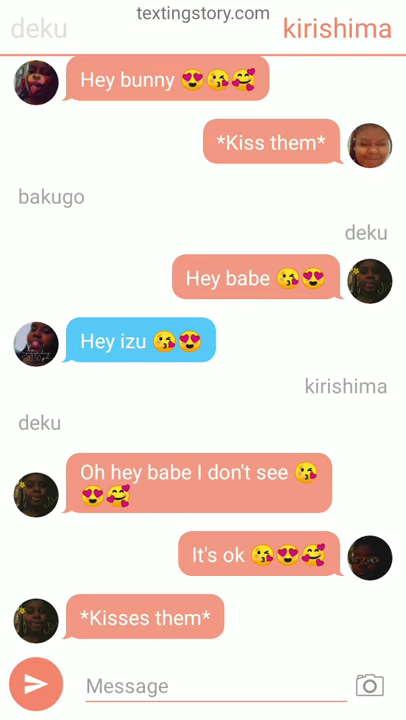 textingstory.com
deku
kirishima
Hey bunny 😍😘🥰
*Kiss them*
bakugo
deku
Hey babe 😘😍
Hey izu 😘😍
kirishima
deku
Oh hey babe I don't see 😘
😍🥰
It's ok 😘😍🥰
*Kisses them*
Message